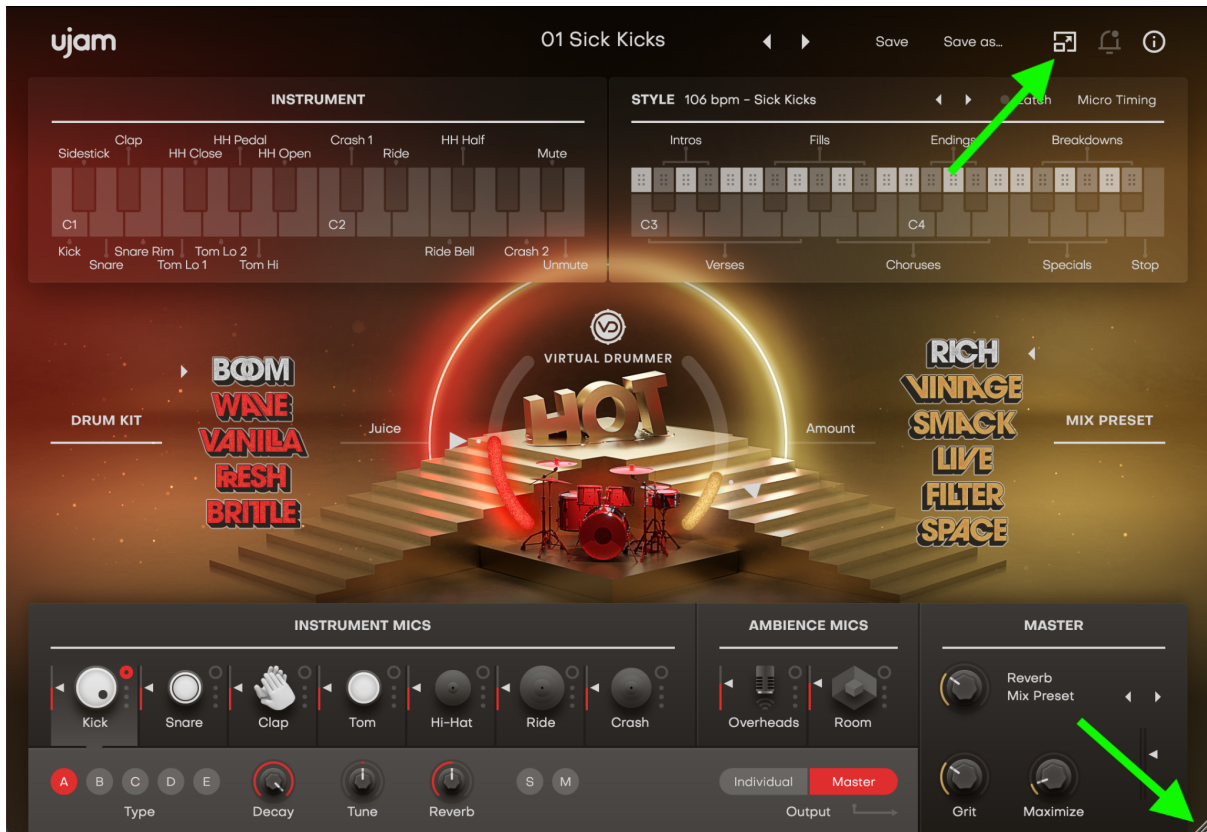 ujam
01 Sick Kicks
Save
Save as...
INSTRUMENT
Clap
HH Pedal
Crash 1
HH Half
Sidestick
HH Close
HH Open
Ride
Mute
C1
C2
Kick
Snare Rim
Tom Lo 2
Ride Bell
Crash 2
Snare
Tom Lo 1
Tom Hi
Unmute
STYLE 106 bpm – Sick Kicks
Micro Timing
Intros
Fills
Endings
Breakdowns
C3
C4
Verses
Choruses
Specials
Stop
VD
VIRTUAL DRUMMER
HOT
DRUM KIT
BOOM
WAVE
VANILLA
FRESH
BRITTLE
Juice
Amount
RICH
VINTAGE
SMACK
LIVE
FILTER
SPACE
MIX PRESET
INSTRUMENT MICS
Kick
Snare
Clap
Tom
Hi-Hat
Ride
Crash
A B C D E
Type
Decay
Tune
Reverb
S M
AMBIENCE MICS
Overheads
Room
Individual
Master
Output
MASTER
Reverb
Mix Preset
Grit
Maximize